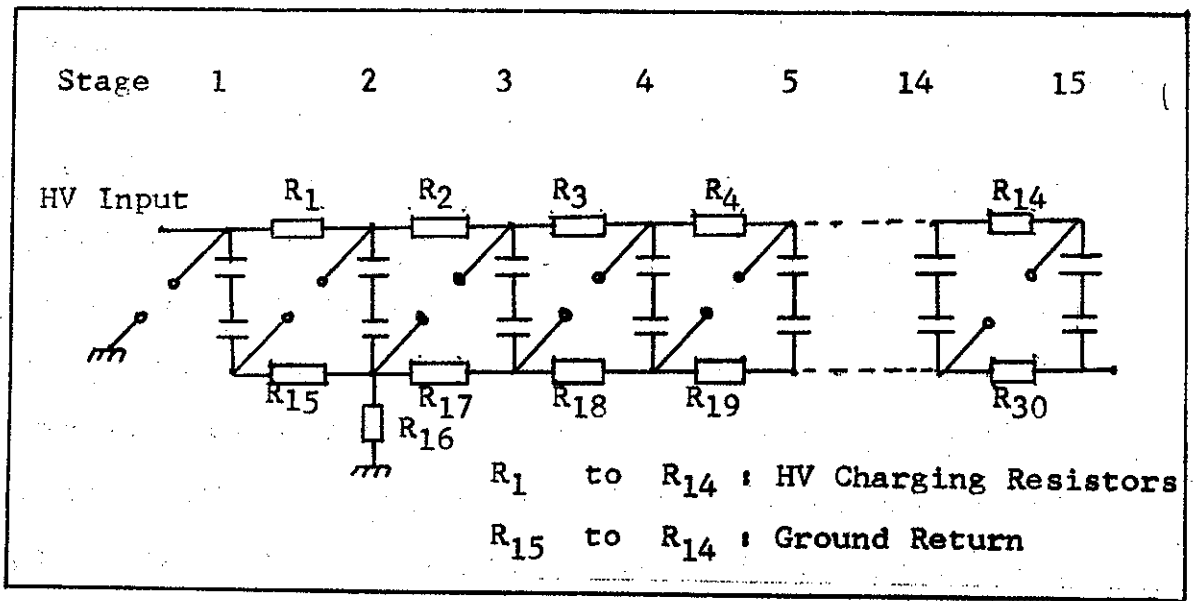 Stage 1 2 3 4 5 14 15
HV Input
R1 R2 R3 R4 R14
R15 R17 R18 R19 R30
R16
R1 to R14 : HV Charging Resistors
R15 to R14 : Ground Return